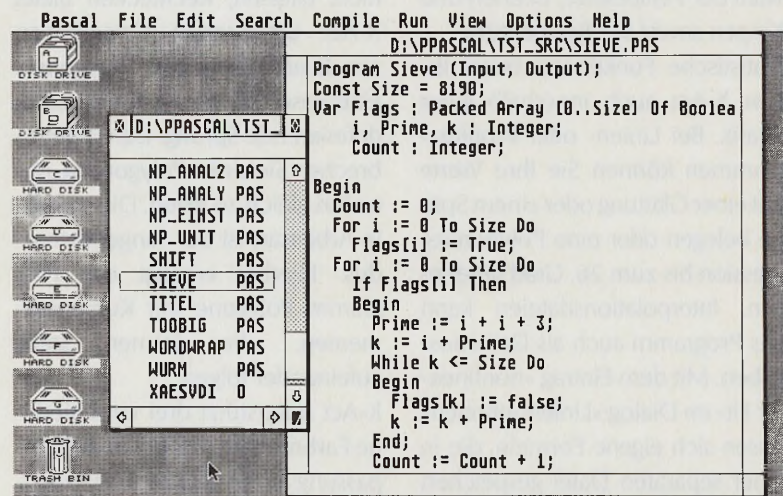 Pascal File Edit Search Compile Run View Options Help
D:\PPASCAL\TST_SRC\SIEVE.PAS
Program Sieve (Input, Output);
Const Size = 8190;
Var Flags : Packed Array [0..Size] Of Boolea
i, Prime, k : Integer;
Count : Integer;
Begin
Count := 0;
For i := 0 To Size Do
Flags[i] := True;
For i := 0 To Size Do
If Flags[i] Then
Begin
Prime := i + i + 3;
k := i + Prime;
While k <= Size Do
Begin
Flags[k] := false;
k := k + Prime;
End;
Count := Count + 1;
D:\PPASCAL\TST_
NP_ANAL2 PAS
NP_ANALY PAS
NP_EINST PAS
NP_UNIT PAS
SHIFT PAS
SIEVE PAS
TITEL PAS
TOOBIG PAS
WORDWRAP PAS
WURM PAS
XAESVDI O
DISK DRIVE
DISK DRIVE
HARD DISK
HARD DISK
HARD DISK
HARD DISK
HARD DISK
TRASH BIN